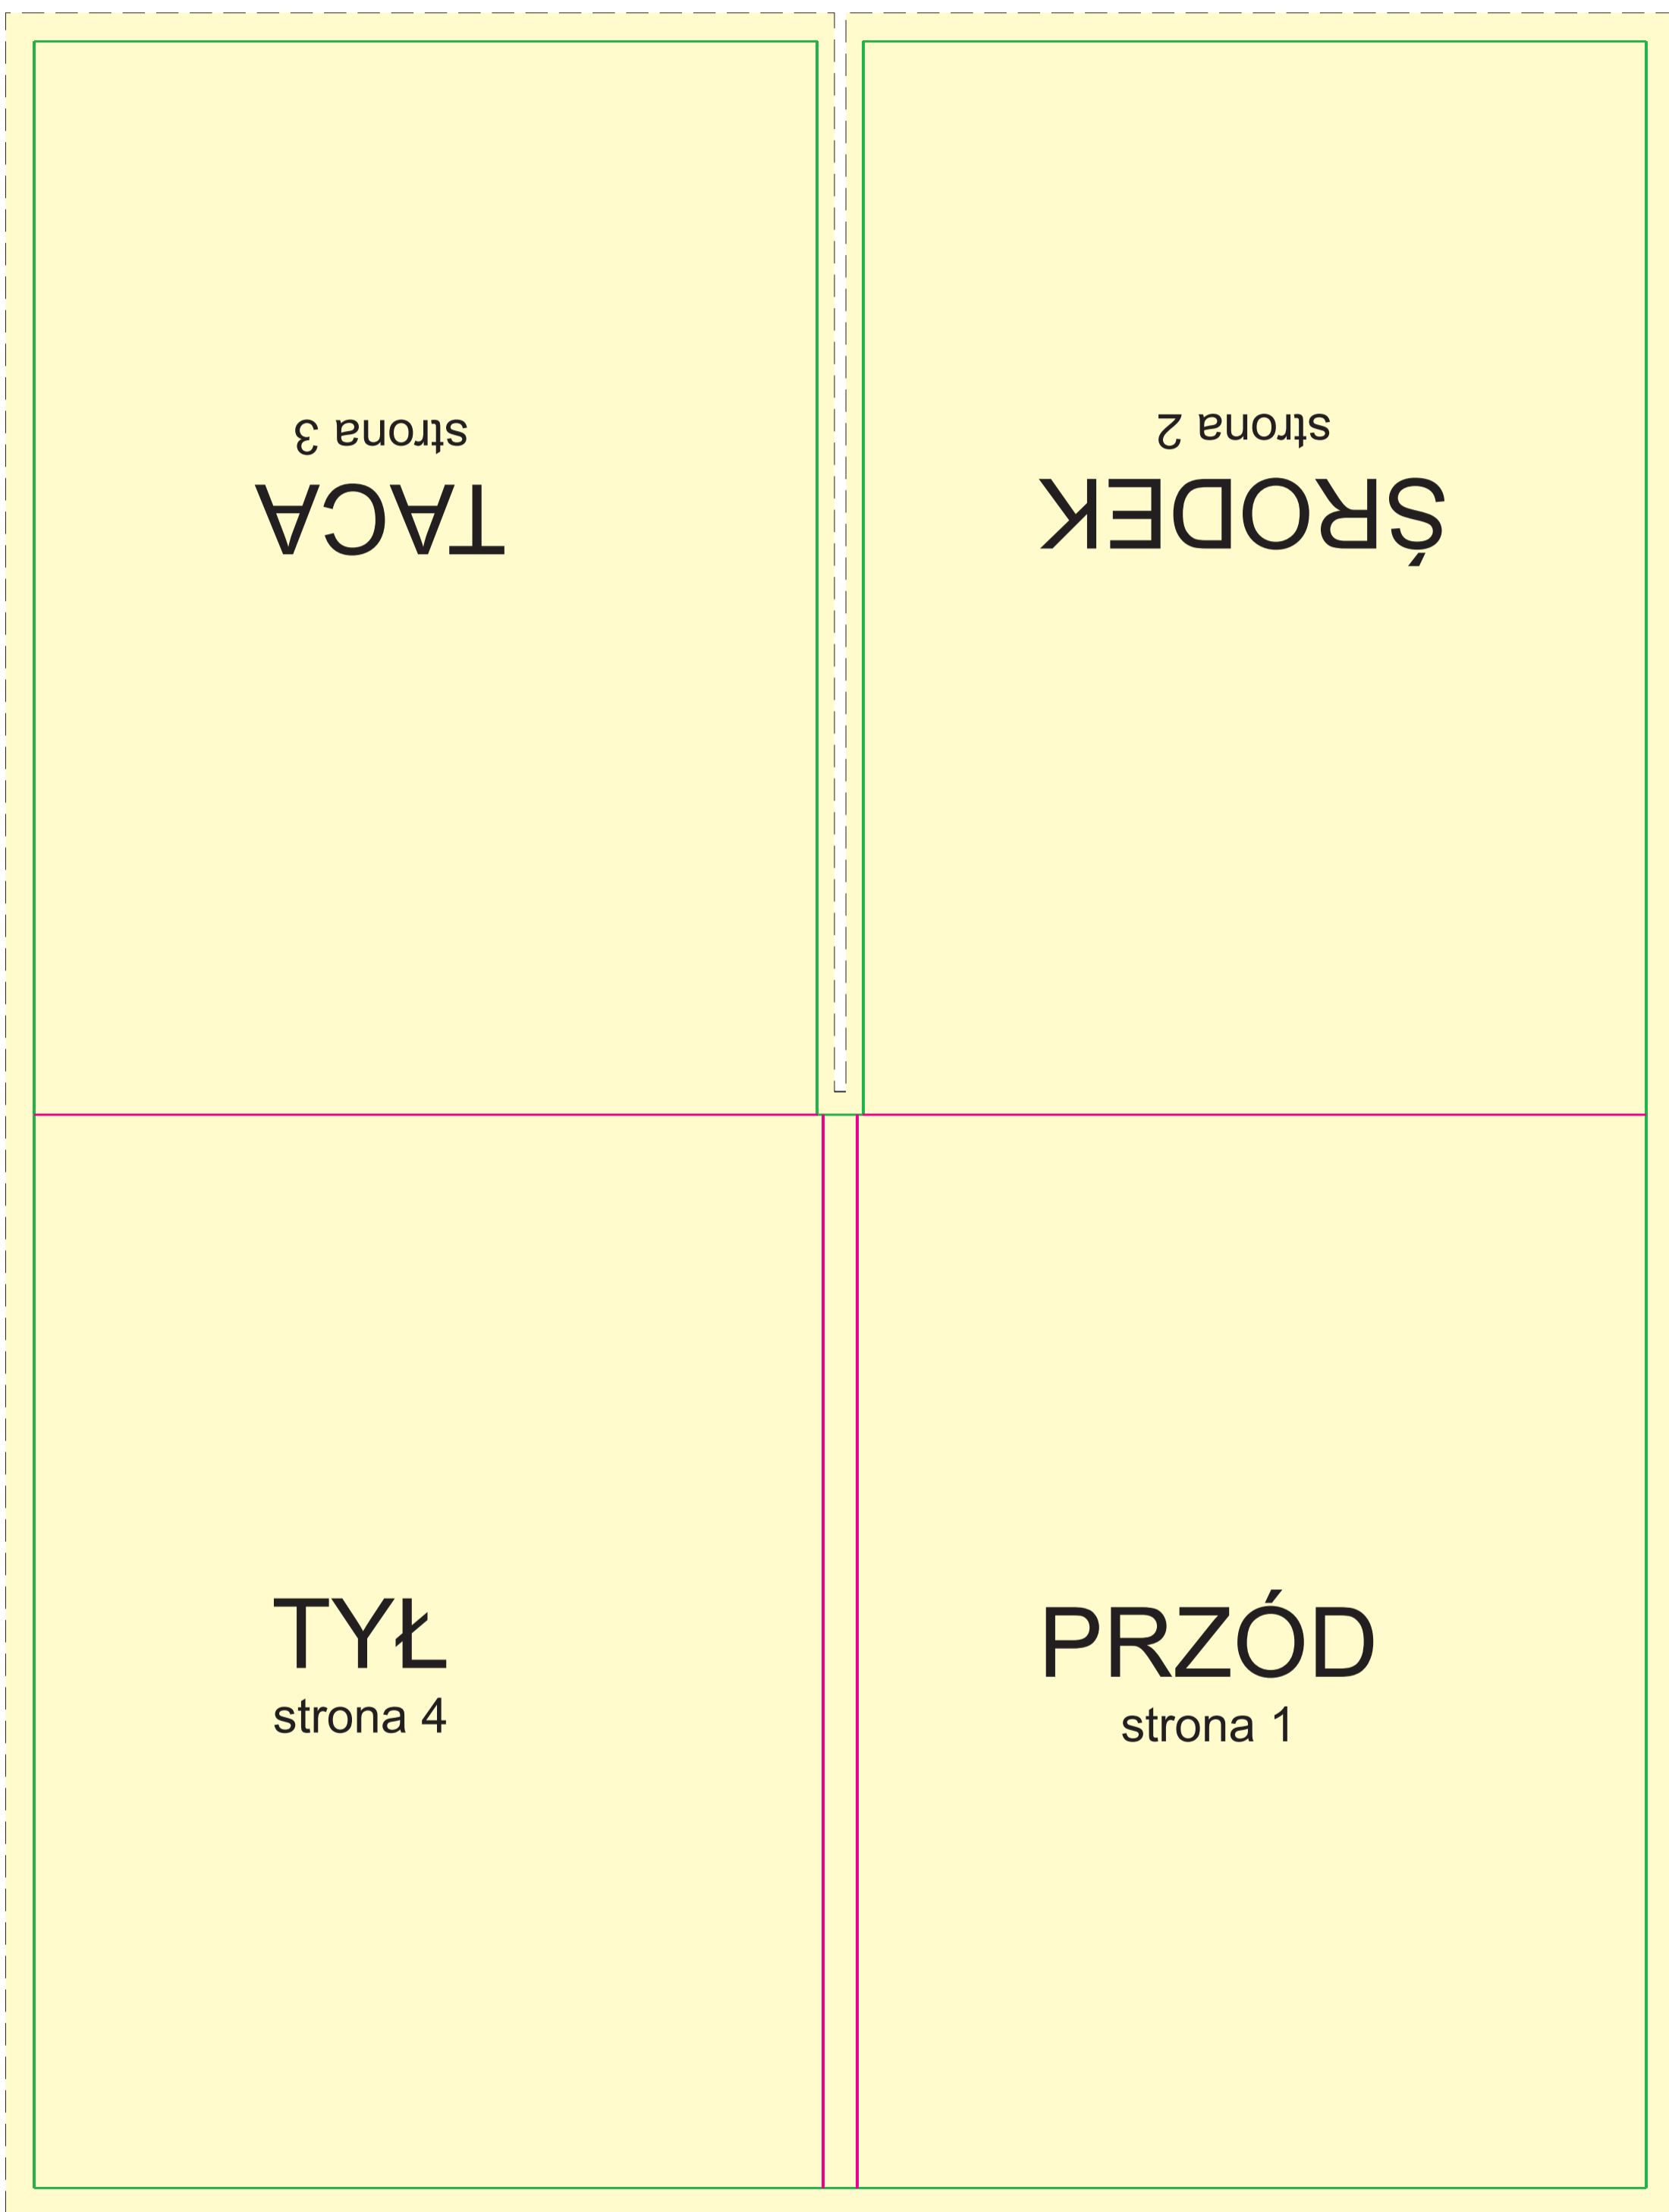 TACA
strona 3
ŚRODEK
strona 2
TYŁ
strona 4
PRZÓD
strona 1